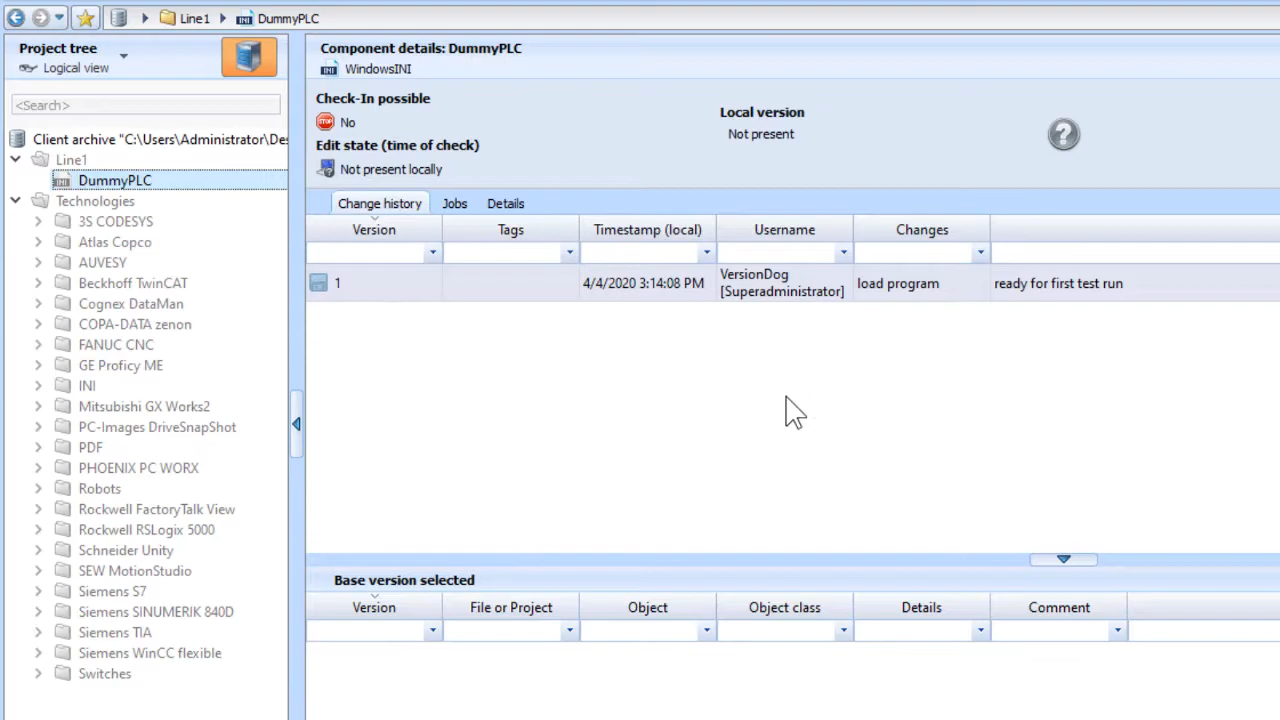 Line1
DummyPLC
Project tree
Logical view
<Search>
Client archive "C:\Users\Administrator\Des
Line1
DummyPLC
Technologies
3S CODESYS
Atlas Copco
AUVESY
Beckhoff TwinCAT
Cognex DataMan
COPA-DATA zenon
FANUC CNC
GE Proficy ME
INI
Mitsubishi GX Works2
PC-Images DriveSnapShot
PDF
PHOENIX PC WORX
Robots
Rockwell FactoryTalk View
Rockwell RSLogix 5000
Schneider Unity
SEW MotionStudio
Siemens S7
Siemens SINUMERIK 840D
Siemens TIA
Siemens WinCC flexible
Switches
Component details: DummyPLC
INI WindowsINI
Check-In possible
STOP No
Edit state (time of check)
Not present locally
Local version
Not present
?
Change history Jobs Details
Version Tags Timestamp (local) Username Changes
1 4/4/2020 3:14:08 PM VersionDog [Superadministrator] load program ready for first test run
Base version selected
Version File or Project Object Object class Details Comment